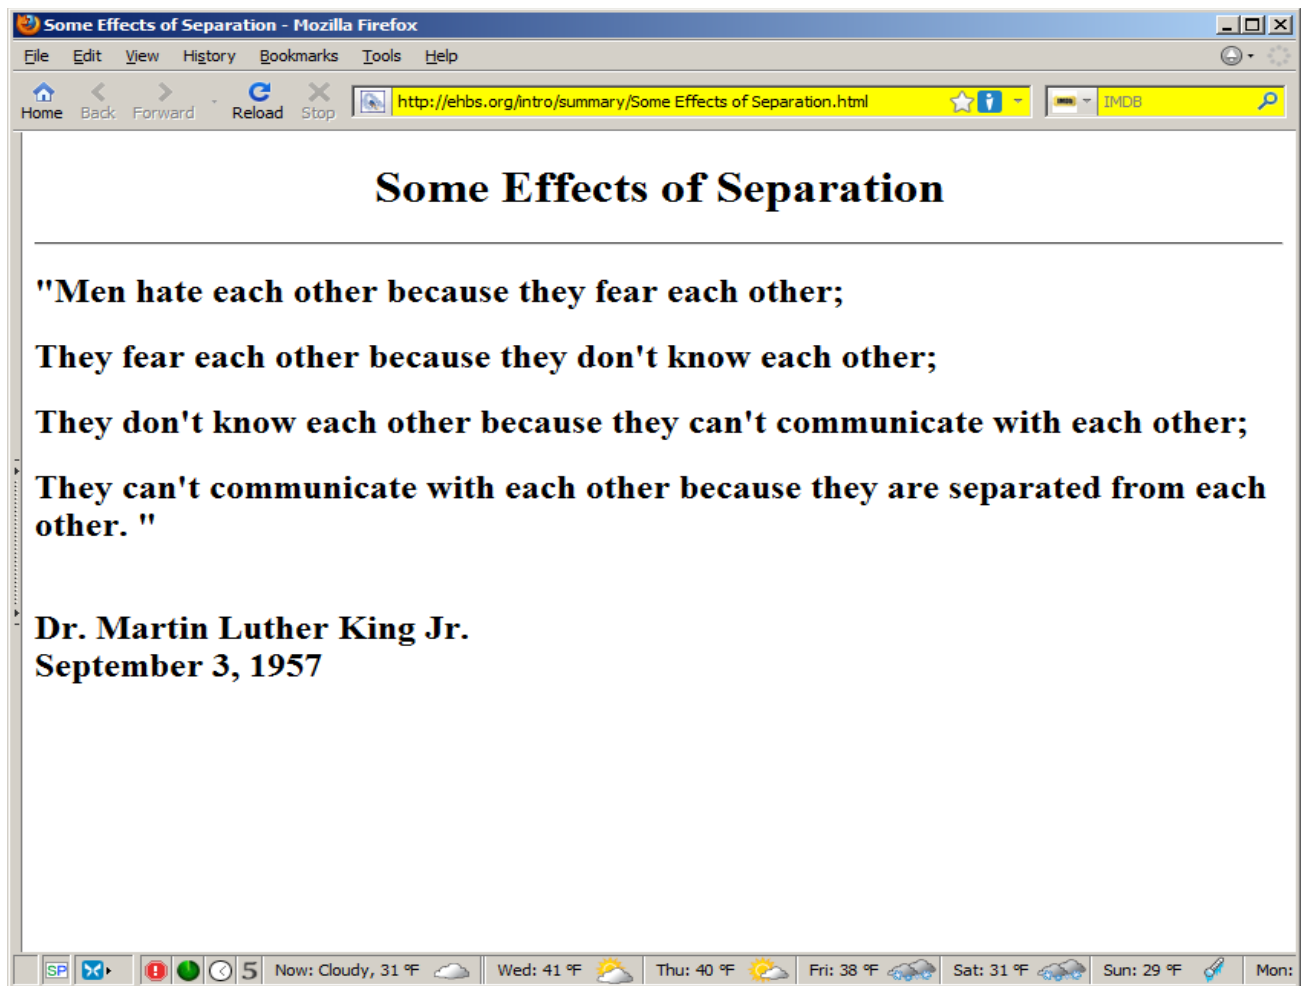 Some Effects of Separation - Mozilla Firefox
File Edit View History Bookmarks Tools Help
Home Back Forward Reload Stop http://ehbs.org/intro/summary/Some Effects of Separation.html IMDB
Some Effects of Separation
"Men hate each other because they fear each other;
They fear each other because they don't know each other;
They don't know each other because they can't communicate with each other;
They can't communicate with each other because they are separated from each
other. "
Dr. Martin Luther King Jr.
September 3, 1957
SP 5 Now: Cloudy, 31 °F Wed: 41 °F Thu: 40 °F Fri: 38 °F Sat: 31 °F Sun: 29 °F Mon: